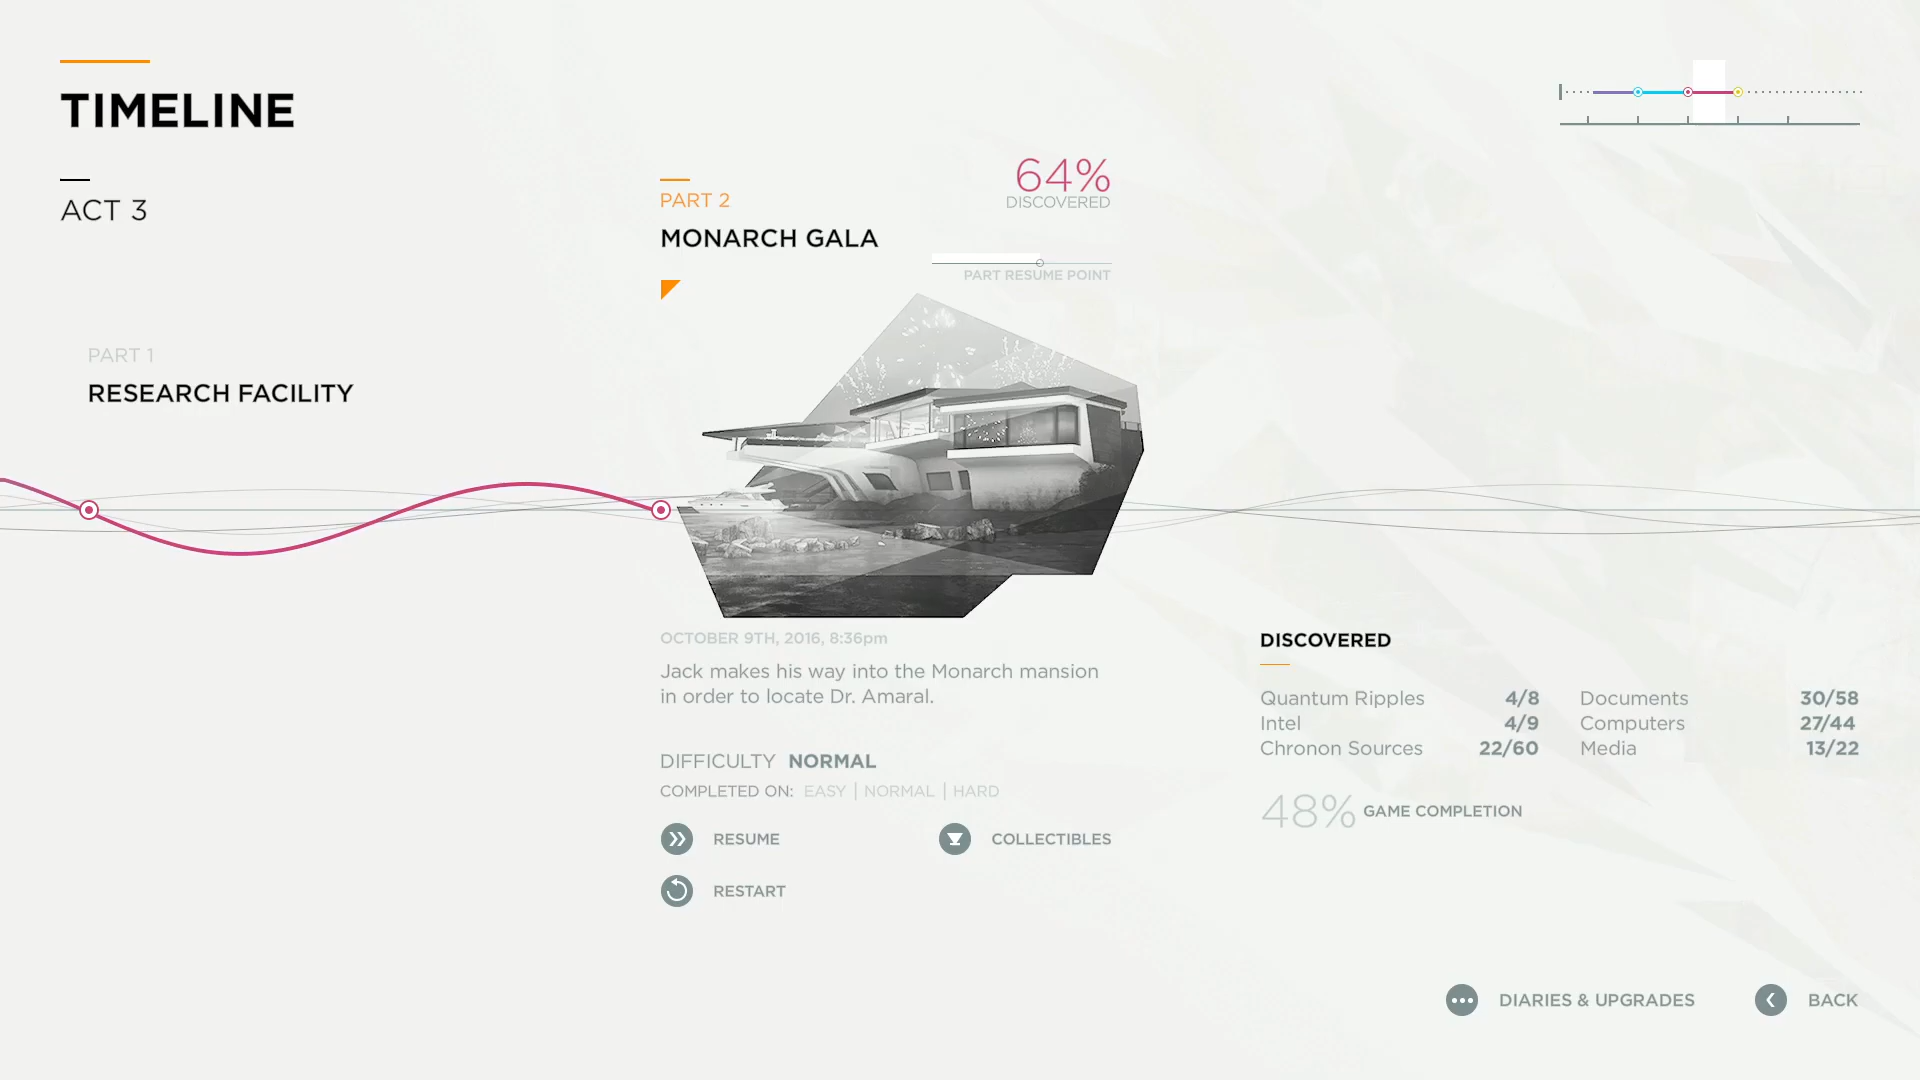 TIMELINE
ACT 3
PART 1
RESEARCH FACILITY
PART 2
MONARCH GALA
64%
DISCOVERED
PART RESUME POINT
OCTOBER 9TH, 2016, 8:36pm
Jack makes his way into the Monarch mansion
in order to locate Dr. Amaral.
DIFFICULTY NORMAL
COMPLETED ON: EASY | NORMAL | HARD
RESUME
COLLECTIBLES
RESTART
DISCOVERED
Quantum Ripples 4/8 Documents 30/58
Intel 4/9 Computers 27/44
Chronon Sources 22/60 Media 13/22
48% GAME COMPLETION
DIARIES & UPGRADES
BACK